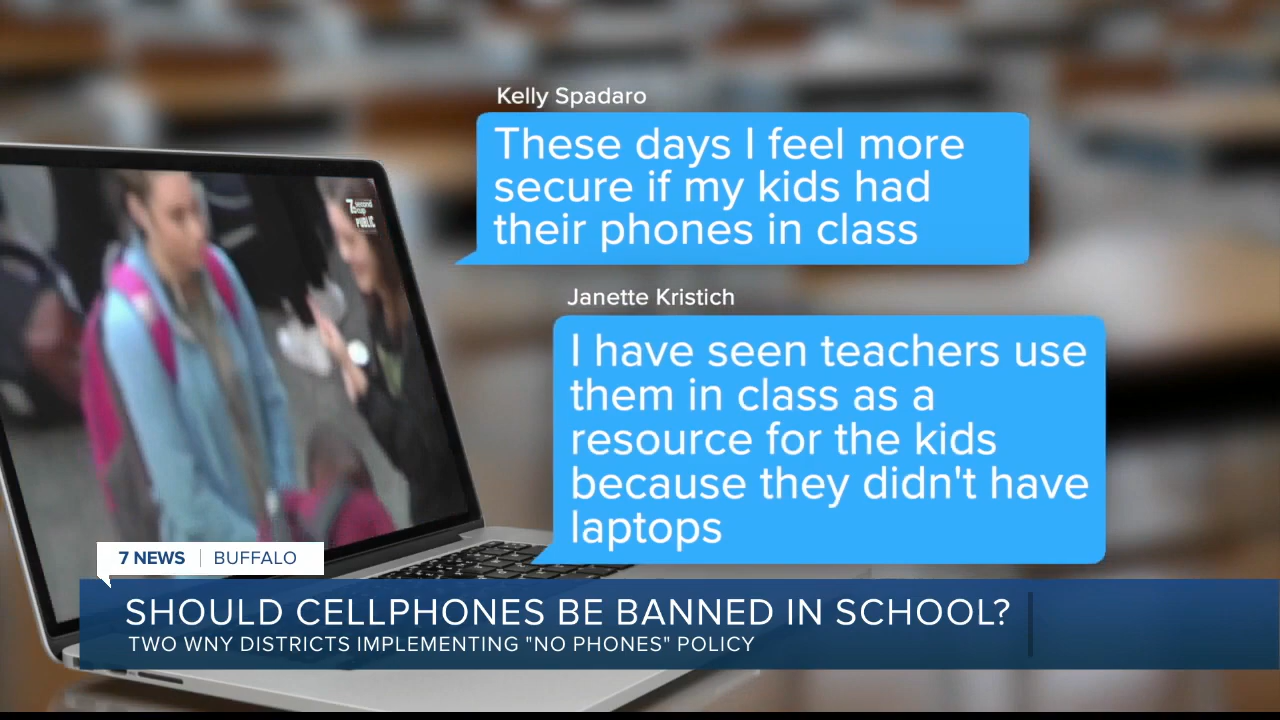 Kelly Spadaro
These days I feel more
secure if my kids had
their phones in class
Janette Kristich
I have seen teachers use
them in class as a
resource for the kids
because they didn't have
laptops
7 NEWS BUFFALO
SHOULD CELLPHONES BE BANNED IN SCHOOL?
TWO WNY DISTRICTS IMPLEMENTING "NO PHONES" POLICY